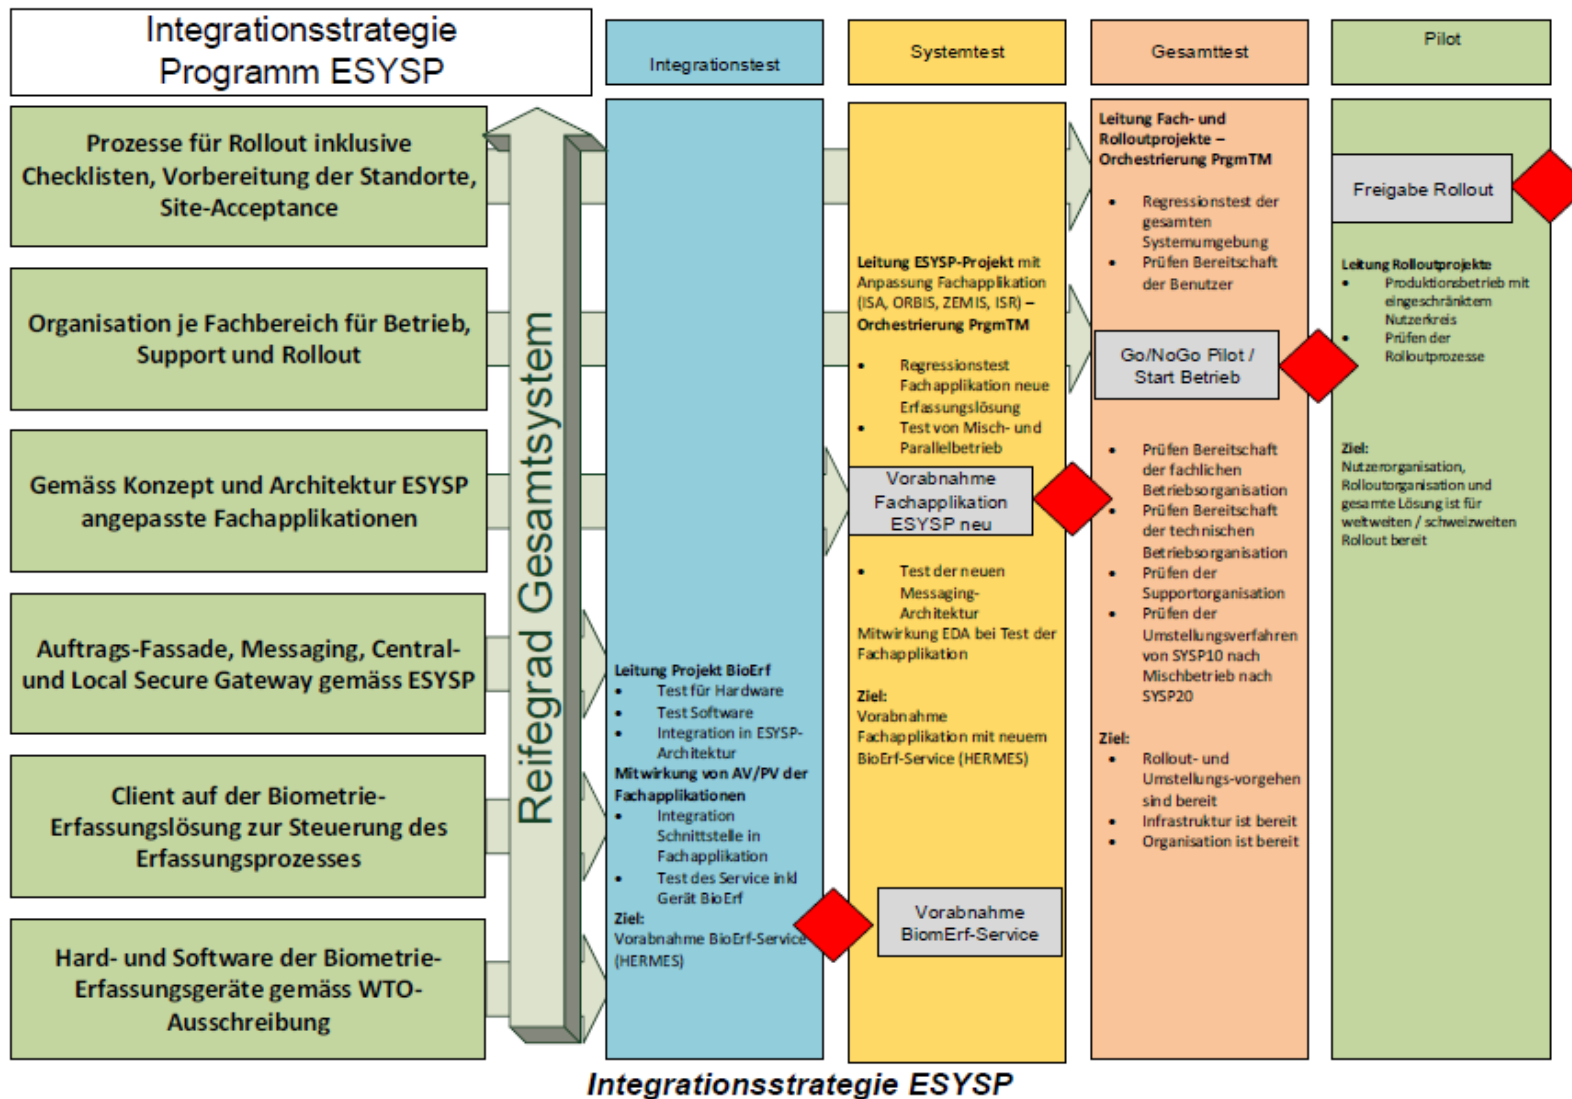 Integrationsstrategie
Programm ESYSP
Integrationstest
Systemtest
Gesamttest
Pilot
Prozesse für Rollout inklusive
Checklisten, Vorbereitung der Standorte,
Site-Acceptance
Organisation je Fachbereich für Betrieb,
Support und Rollout
Gemäss Konzept und Architektur ESYSP
angepasste Fachapplikationen
Auftrags-Fassade, Messaging, Central-
und Local Secure Gateway gemäss ESYSP
Client auf der Biometrie-
Erfassungslösung zur Steuerung des
Erfassungsprozesses
Hard- und Software der Biometrie-
Erfassungsgeräte gemäss WTO-
Ausschreibung
Reifegrad Gesamtsystem
Leitung Projekt BioErf
• Test für Hardware
• Test Software
• Integration in ESYSP-
Architektur
Mitwirkung von AV/PV der
Fachapplikationen
• Integration
Schnittstelle in
Fachapplikation
• Test des Service inkl
Gerät BioErf
Ziel:
Vorabnahme BioErf-Service
(HERMES)
Leitung ESYSP-Projekt mit
Anpassung Fachapplikation
(ISA, ORBIS, ZEMIS, ISR) –
Orchestrierung PrgmTM
• Regressionstest
Fachapplikation neue
Erfassungslösung
• Test von Misch- und
Parallelbetrieb
Vorabnahme
Fachapplikation
ESYSP neu
• Test der neuen
Messaging-
Architektur
Mitwirkung EDA bei Test der
Fachapplikation
Ziel:
Vorabnahme
Fachapplikation mit neuem
BioErf-Service (HERMES)
Vorabnahme
BiomErf-Service
Leitung Fach- und
Rolloutprojekte –
Orchestrierung PrgmTM
• Regressionstest der
gesamten
Systemumgebung
• Prüfen Bereitschaft
der Benutzer
Go/NoGo Pilot /
Start Betrieb
• Prüfen Bereitschaft
der fachlichen
Betriebsorganisation
• Prüfen Bereitschaft
der technischen
Betriebsorganisation
• Prüfen der
Supportorganisation
• Prüfen der
Umstellungsverfahren
von SYSP10 nach
Mischbetrieb nach
SYSP20
Ziel:
• Rollout- und
Umstellungs-vorgehen
sind bereit
• Infrastruktur ist bereit
• Organisation ist bereit
Freigabe Rollout
Leitung Rolloutprojekte
• Produktionsbetrieb mit
eingeschränktem
Nutzerkreis
• Prüfen der
Rolloutprozesse
Ziel:
Nutzerorganisation,
Rolloutorganisation und
gesamte Lösung ist für
weltweiten / schweizweiten
Rollout bereit
Integrationsstrategie ESYSP